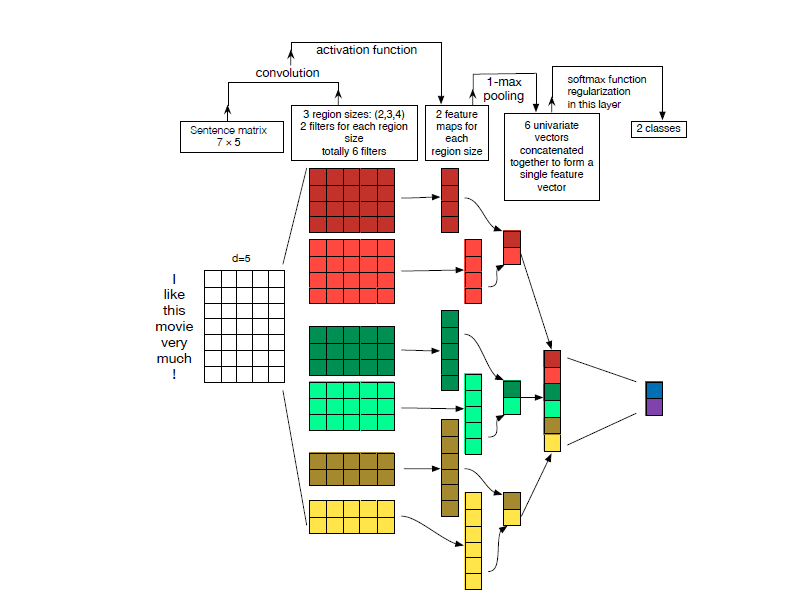 activation function
convolution
1-max
pooling
softmax function
regularization
in this layer
Sentence matrix
7 × 5
3 region sizes: (2,3,4)
2 filters for each region
size
totally 6 filters
2 feature
maps for
each
region size
6 univariate
vectors
concatenated
together to form a
single feature
vector
2 classes
d=5
I
like
this
movie
very
much
!